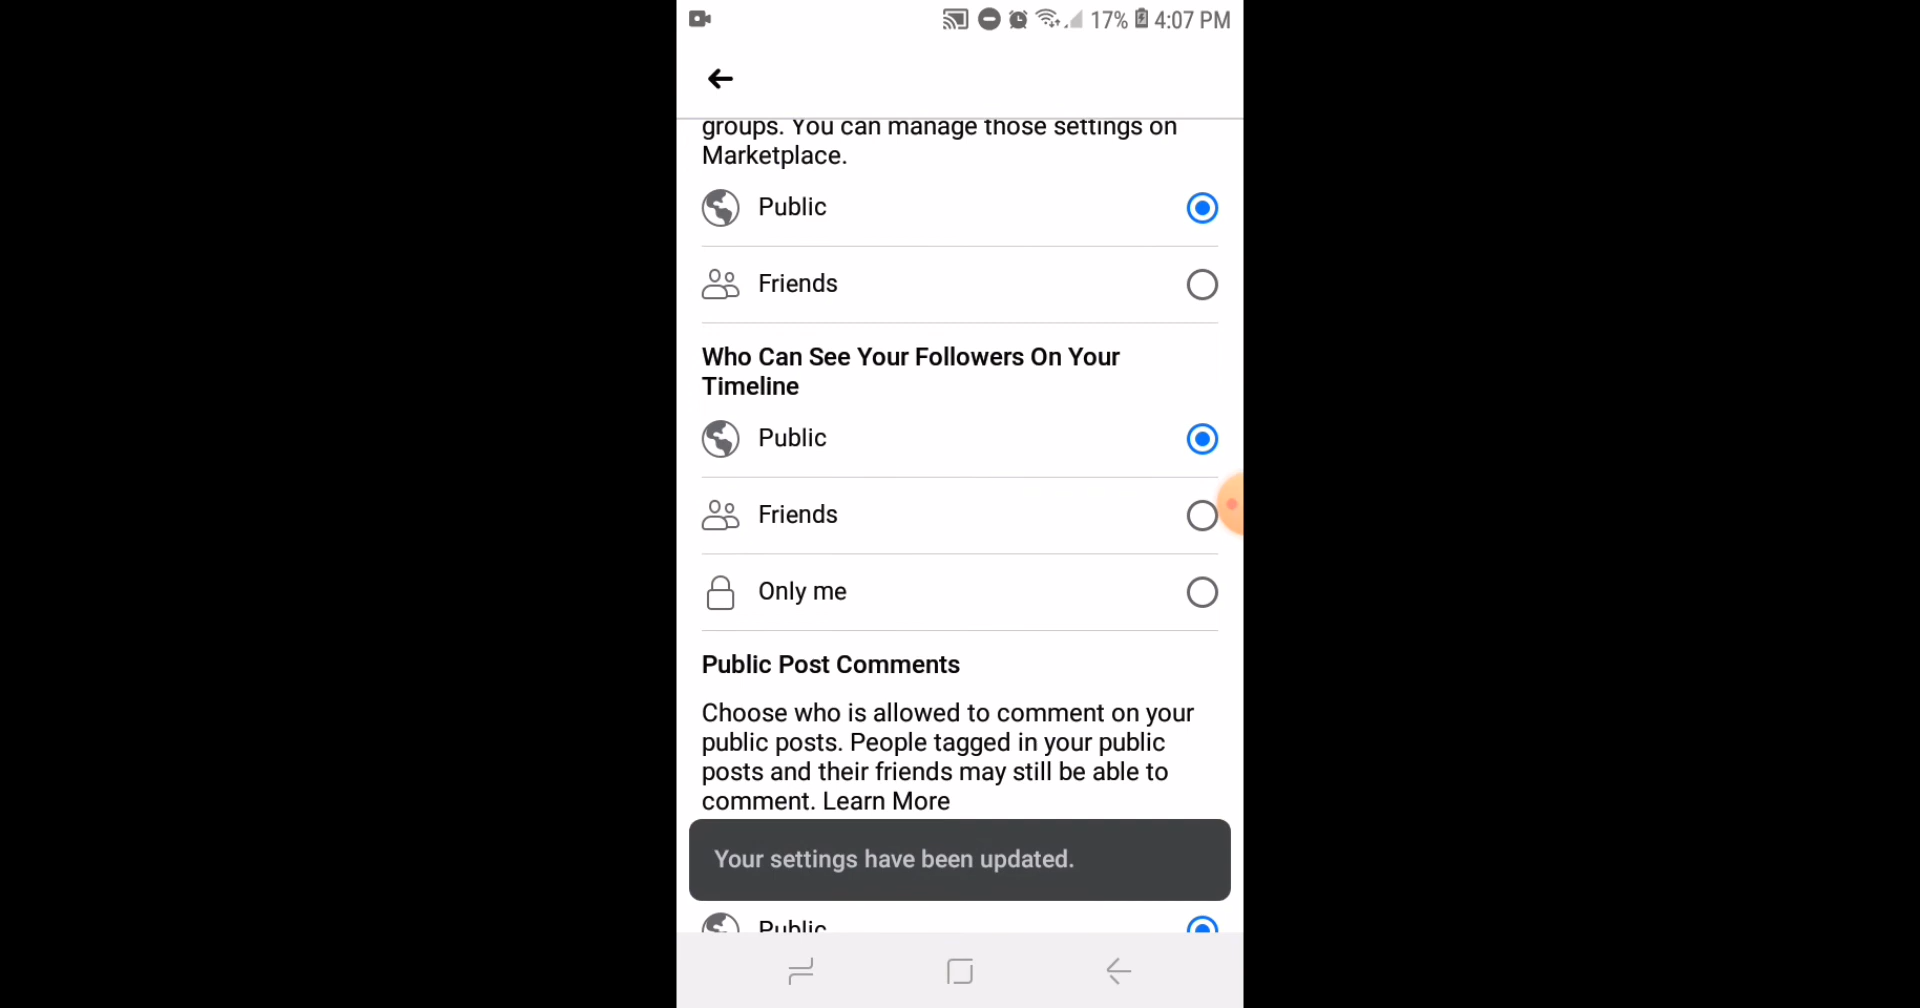 17% 4:07 PM
groups. You can manage those settings on
Marketplace.
Public
Friends
Who Can See Your Followers On Your
Timeline
Public
Friends
Only me
Public Post Comments
Choose who is allowed to comment on your
public posts. People tagged in your public
posts and their friends may still be able to
comment. Learn More
Your settings have been updated.
Public